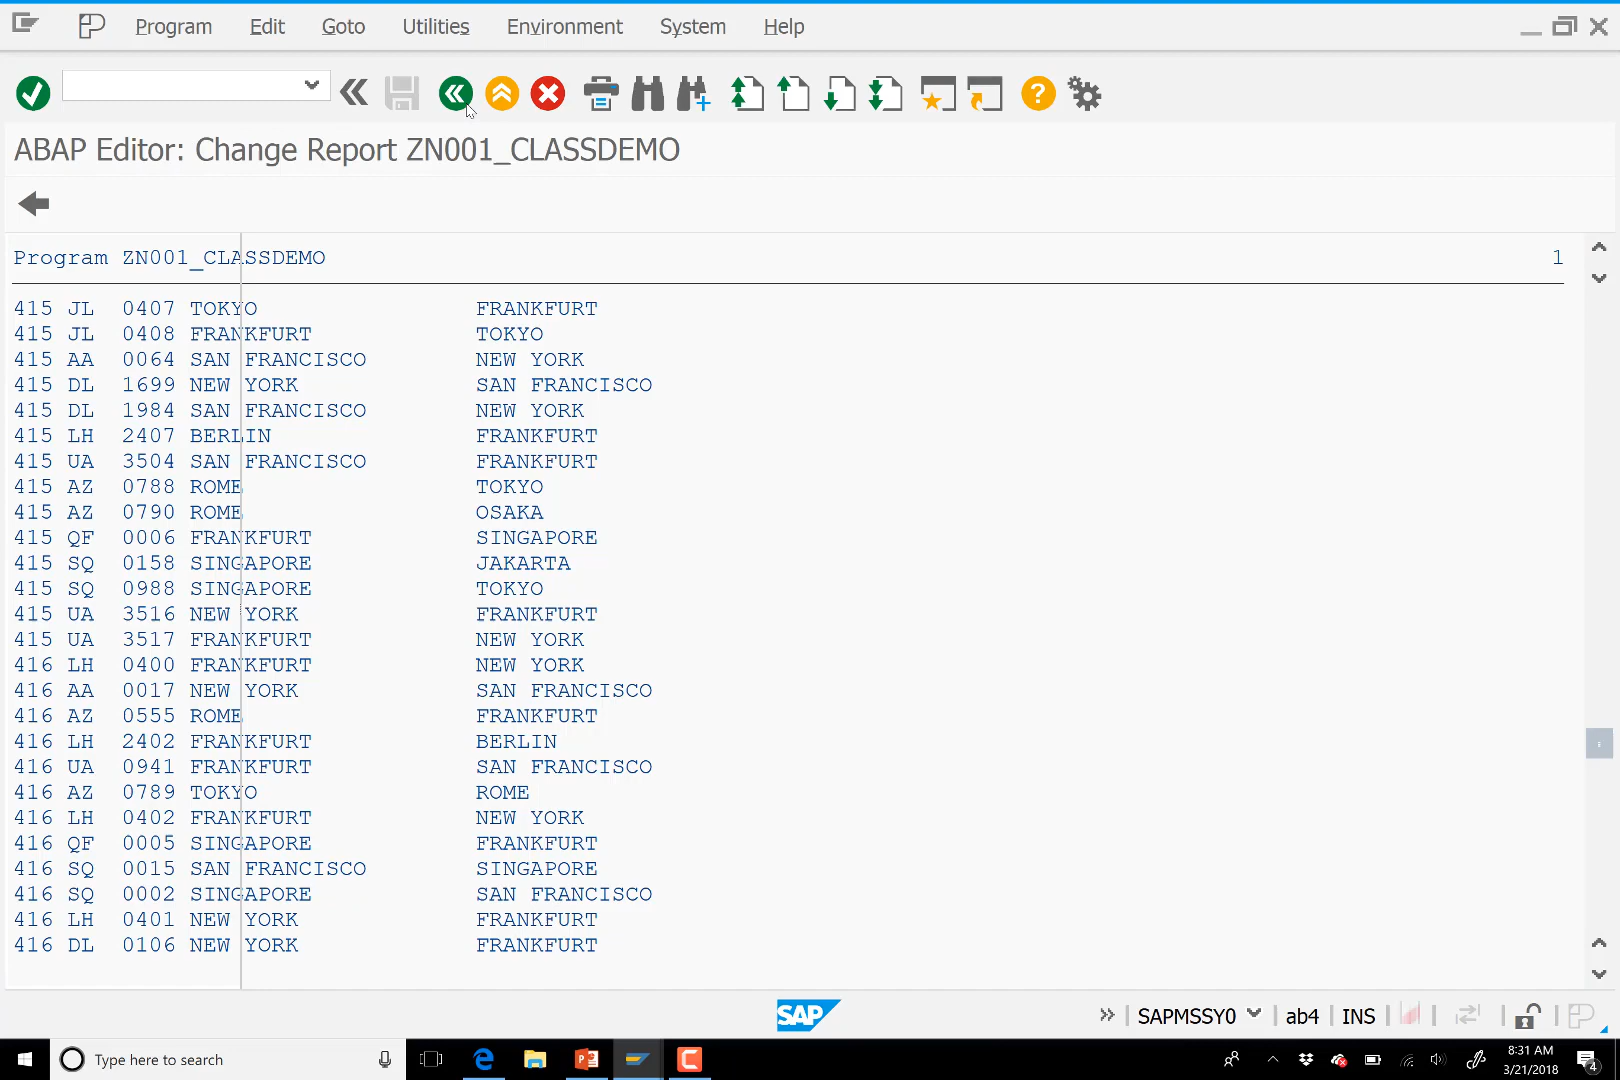 Program Edit Goto Utilities Environment System Help
ABAP Editor: Change Report ZN001_CLASSDEMO
Program ZN001_CLASSDEMO 1
415 JL 0407 TOKYO FRANKFURT
415 JL 0408 FRANKFURT TOKYO
415 AA 0064 SAN FRANCISCO NEW YORK
415 DL 1699 NEW YORK SAN FRANCISCO
415 DL 1984 SAN FRANCISCO NEW YORK
415 LH 2407 BERLIN FRANKFURT
415 UA 3504 SAN FRANCISCO FRANKFURT
415 AZ 0788 ROME TOKYO
415 AZ 0790 ROME OSAKA
415 QF 0006 FRANKFURT SINGAPORE
415 SQ 0158 SINGAPORE JAKARTA
415 SQ 0988 SINGAPORE TOKYO
415 UA 3516 NEW YORK FRANKFURT
415 UA 3517 FRANKFURT NEW YORK
416 LH 0400 FRANKFURT NEW YORK
416 AA 0017 NEW YORK SAN FRANCISCO
416 AZ 0555 ROME FRANKFURT
416 LH 2402 FRANKFURT BERLIN
416 UA 0941 FRANKFURT SAN FRANCISCO
416 AZ 0789 TOKYO ROME
416 LH 0402 FRANKFURT NEW YORK
416 QF 0005 SINGAPORE FRANKFURT
416 SQ 0015 SAN FRANCISCO SINGAPORE
416 SQ 0002 SINGAPORE SAN FRANCISCO
416 LH 0401 NEW YORK FRANKFURT
416 DL 0106 NEW YORK FRANKFURT
SAP SAPMSSY0 ab4 INS
Type here to search
8:31 AM
3/21/2018
4